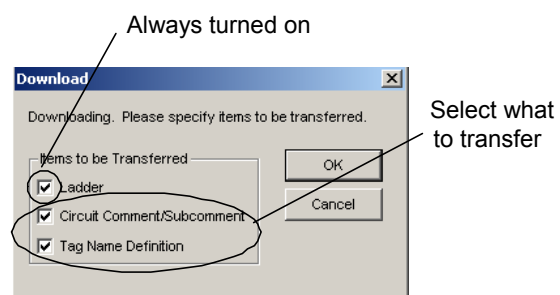 Always turned on
Download
Downloading. Please specify items to be transferred.
Select what
to transfer
Items to be Transferred
OK
Ladder
Cancel
Circuit Comment/Subcomment
Tag Name Definition